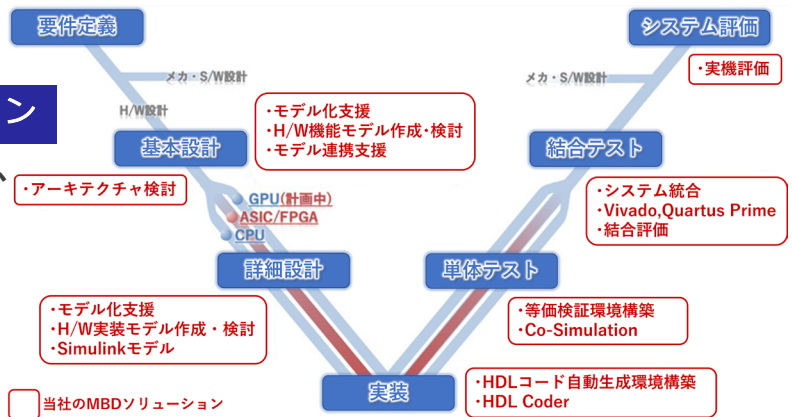 要件定義
システム評価
メカ・S/W設計
メカ・S/W設計
・実機評価
ン
H/W設計
・モデル化支援
・H/W機能モデル作成・検討
・モデル連携支援
基本設計
結合テスト
、
・アーキテクチャ検討
・システム統合
・Vivado,Quartus Prime
・結合評価
GPU(計画中)
ASIC/FPGA
CPU
詳細設計
単体テスト
・モデル化支援
・H/W実装モデル作成・検討
・Simulinkモデル
・等価検証環境構築
・Co-Simulation
実装
・HDLコード自動生成環境構築
・HDL Coder
当社のMBDソリューション